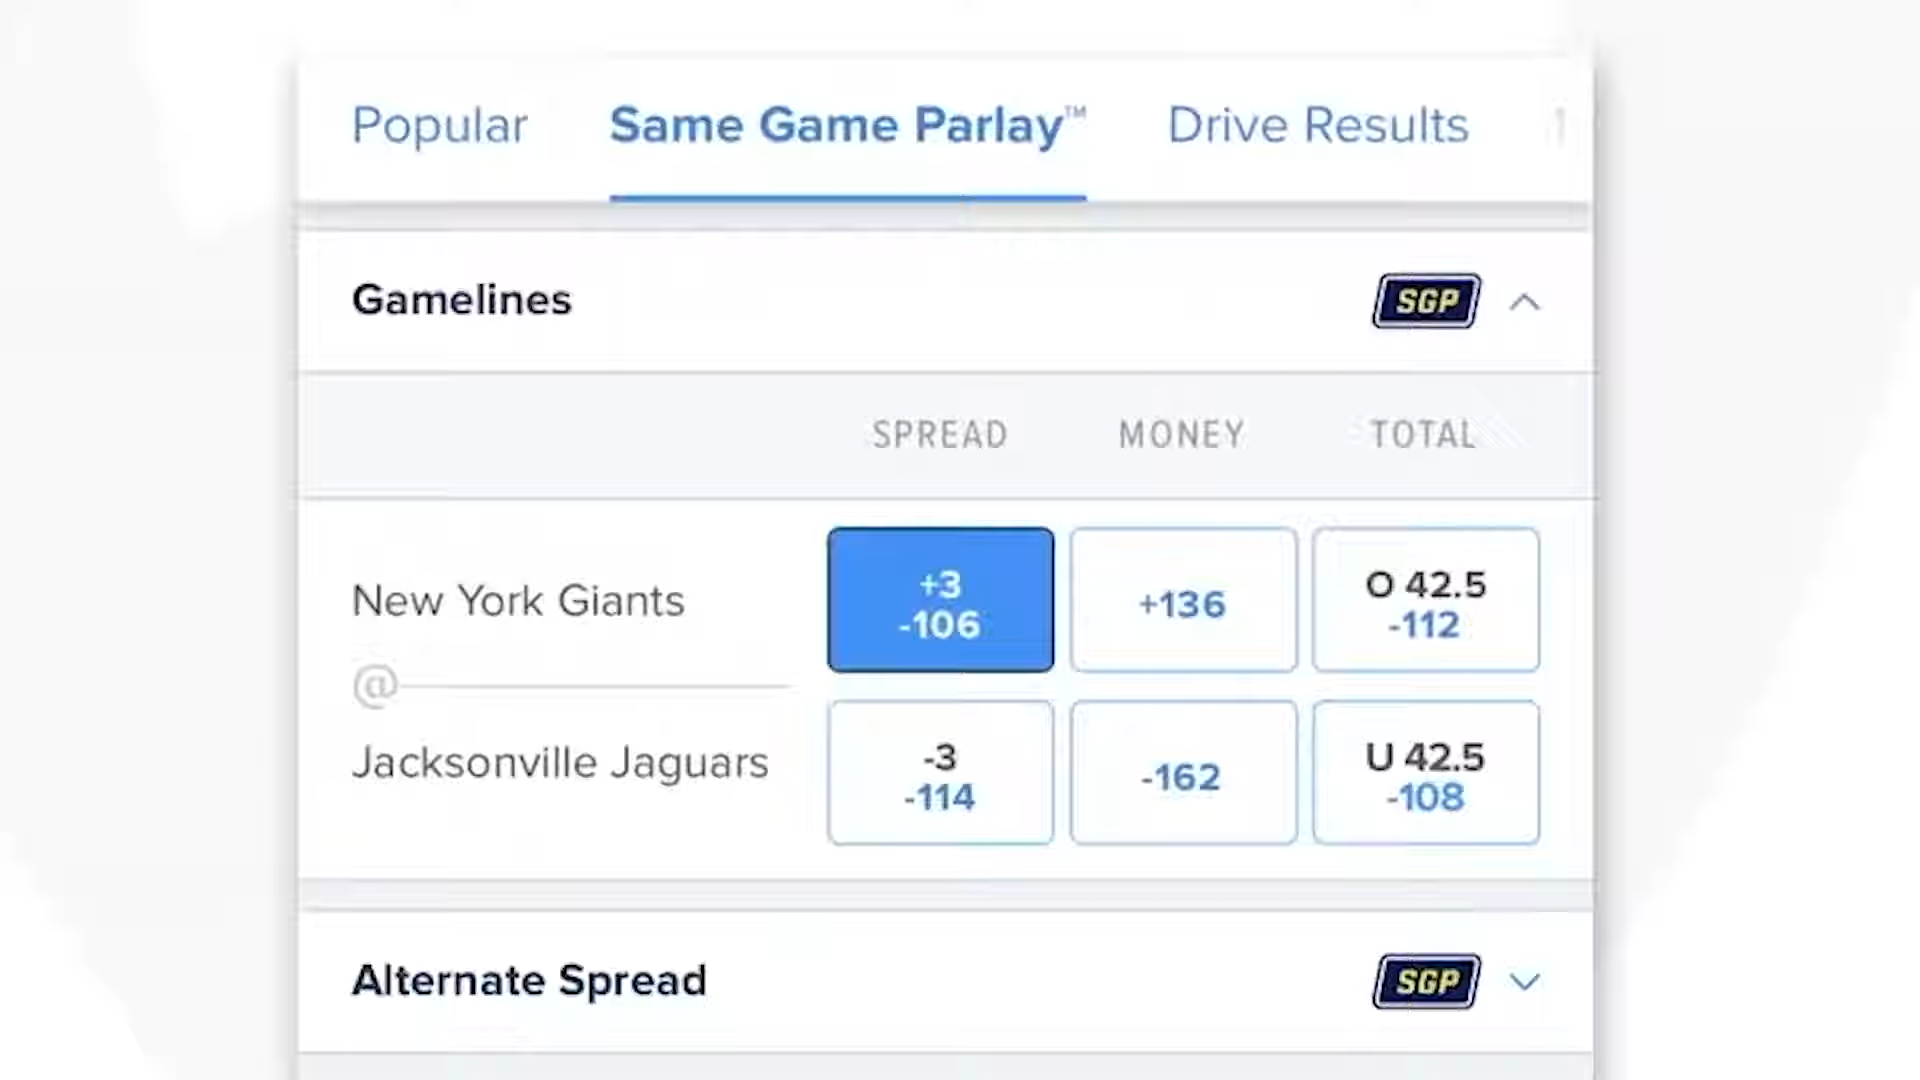 Popular Same Game Parlay™ Drive Results
Gamelines SGP
SPREAD MONEY TOTAL
+3 O 42.5
New York Giants +136
-106 -112
@
-3 U 42.5
Jacksonville Jaguars -162
-114 -108
Alternate Spread SGP